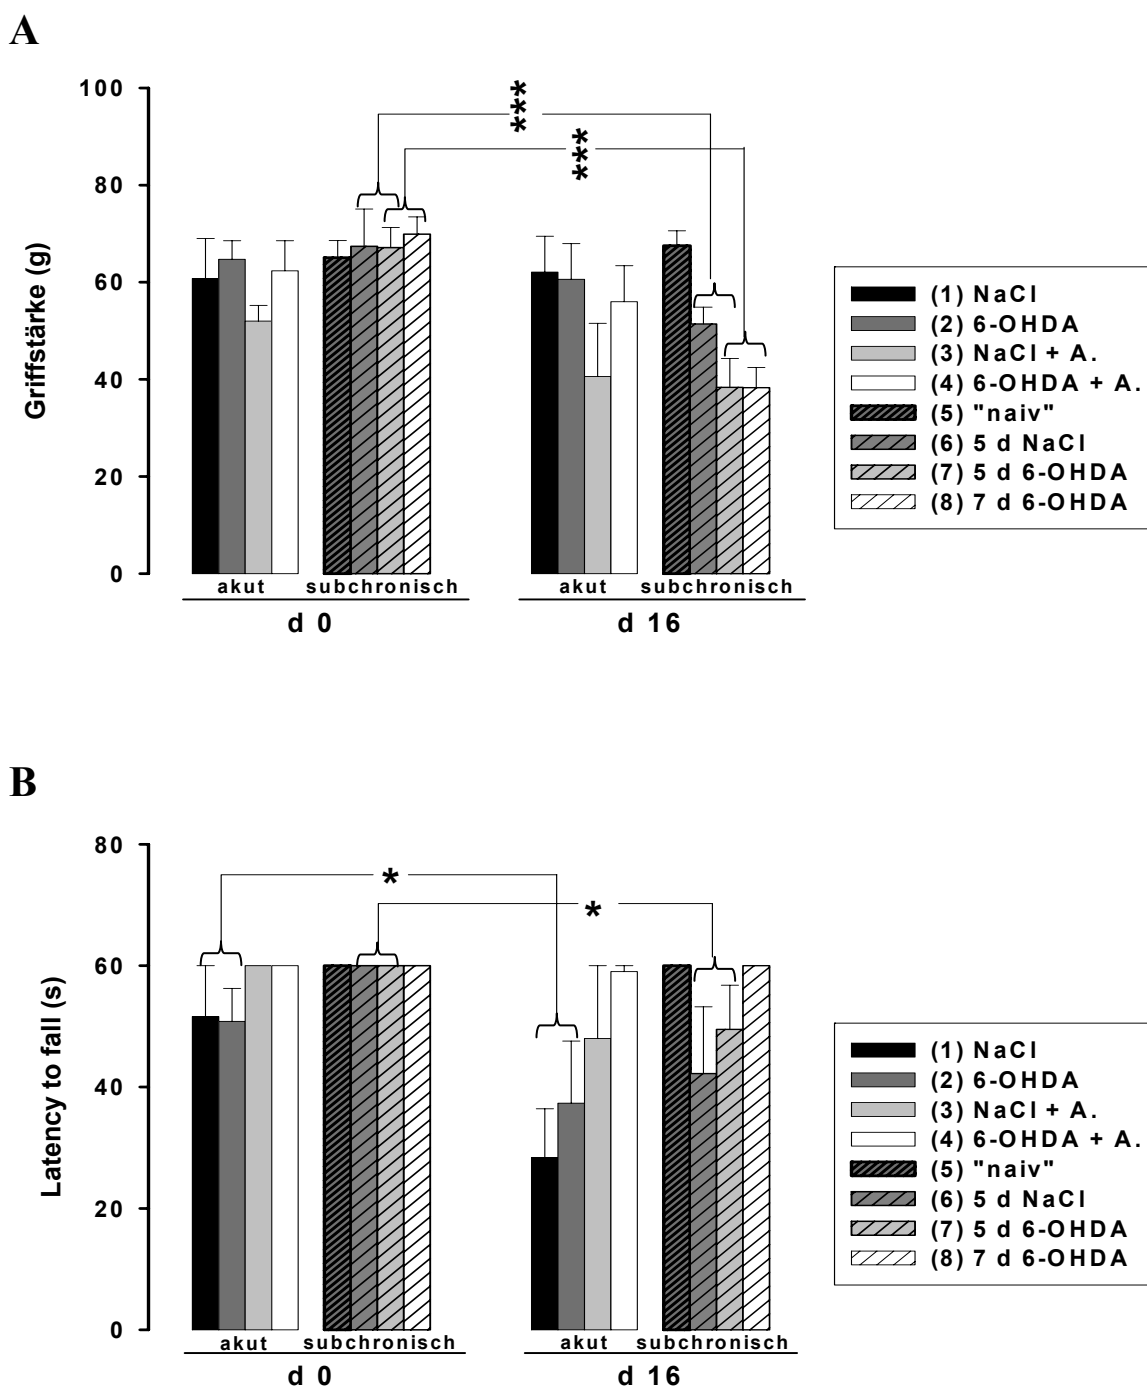 A
Griffstärke (g)
100
80
60
40
20
0
***
***
akut
subchronisch
akut
subchronisch
d 0
d 16
(1) NaCl
(2) 6-OHDA
(3) NaCl + A.
(4) 6-OHDA + A.
(5) "naiv"
(6) 5 d NaCl
(7) 5 d 6-OHDA
(8) 7 d 6-OHDA
B
Latency to fall (s)
80
60
40
20
0
*
*
akut
subchronisch
akut
subchronisch
d 0
d 16
(1) NaCl
(2) 6-OHDA
(3) NaCl + A.
(4) 6-OHDA + A.
(5) "naiv"
(6) 5 d NaCl
(7) 5 d 6-OHDA
(8) 7 d 6-OHDA